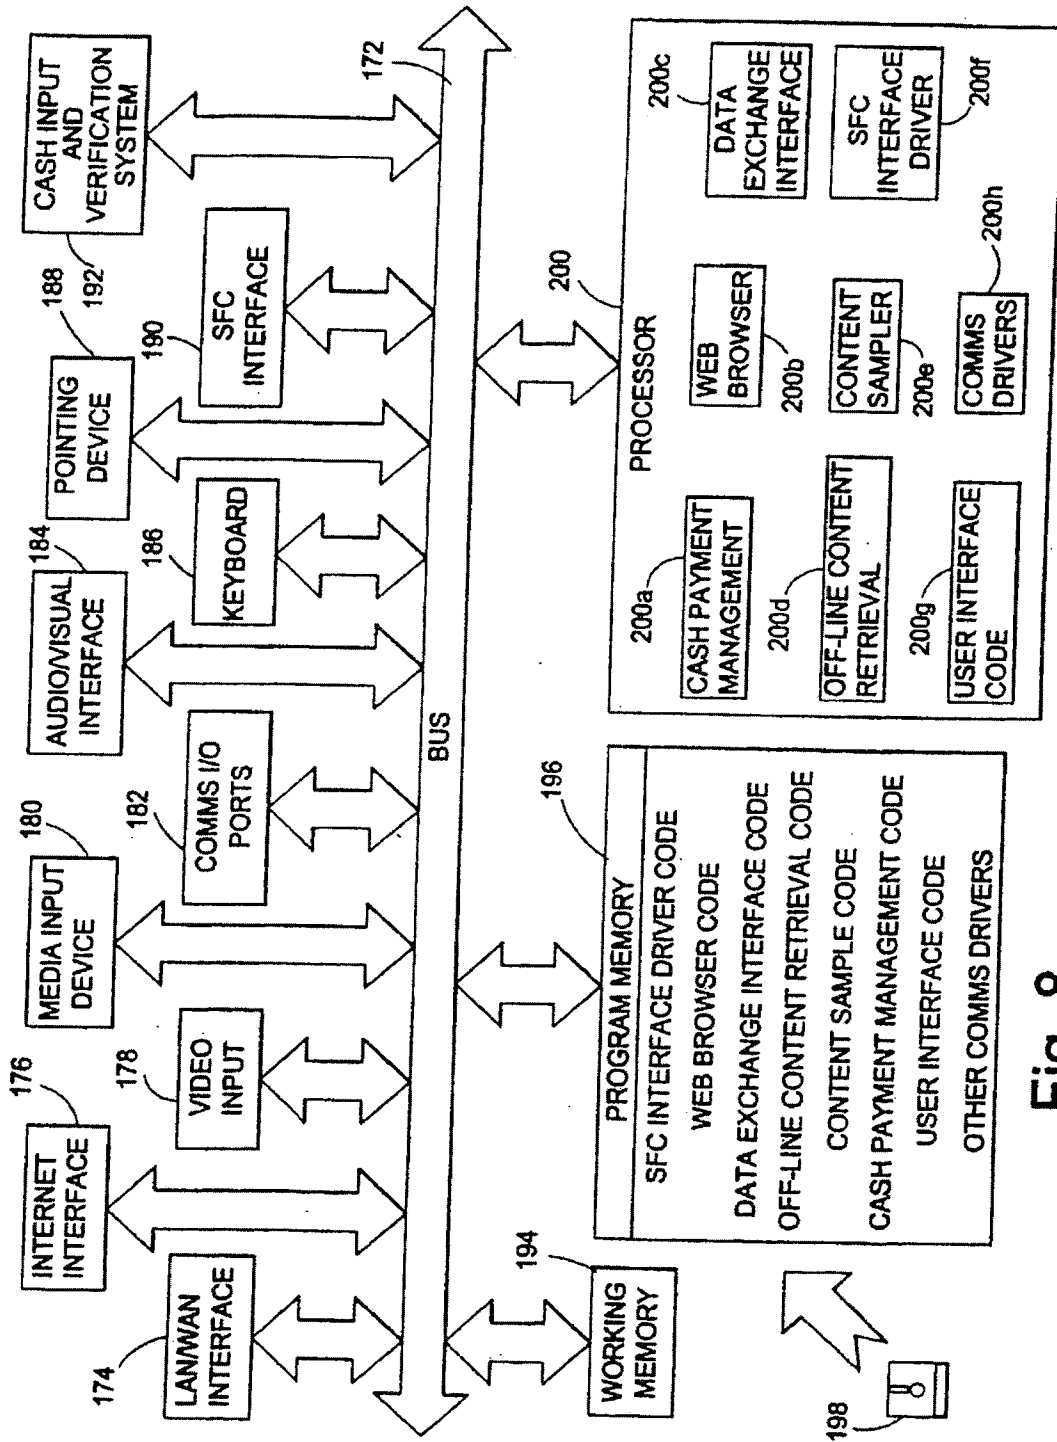 CASH INPUT
AND
VERIFICATION
SYSTEM
192
POINTING
DEVICE
188
AUDIO/VISUAL
INTERFACE
184
MEDIA INPUT
DEVICE
180
INTERNET
INTERFACE
176
SFC
INTERFACE
190
KEYBOARD
186
COMMS I/O
PORTS
182
VIDEO
INPUT
178
LAN/WAN
INTERFACE
174
BUS
172
WORKING
MEMORY
194
198
196
PROGRAM MEMORY
SFC INTERFACE DRIVER CODE
WEB BROWSER CODE
DATA EXCHANGE INTERFACE CODE
OFF-LINE CONTENT RETRIEVAL CODE
CONTENT SAMPLE CODE
CASH PAYMENT MANAGEMENT CODE
USER INTERFACE CODE
OTHER COMMS DRIVERS
200
PROCESSOR
200a
CASH PAYMENT
MANAGEMENT
WEB
BROWSER
200b
200c
DATA
EXCHANGE
INTERFACE
200d
OFF-LINE CONTENT
RETRIEVAL
CONTENT
SAMPLER
200e
SFC
INTERFACE
DRIVER
200f
200g
USER INTERFACE
CODE
COMMS
DRIVERS
200h
Fig